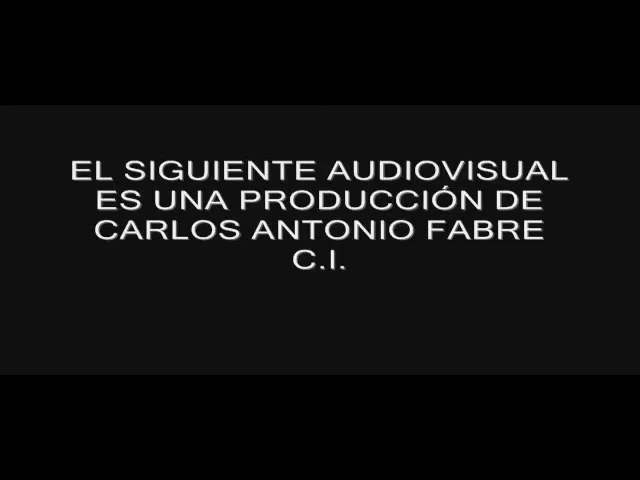 EL SIGUIENTE AUDIOVISUAL
ES UNA PRODUCCIÓN DE
CARLOS ANTONIO FABRE
C.I.